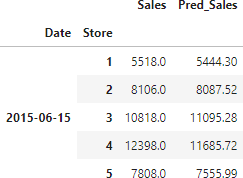 Sales Pred_Sales
Date Store
1 5518.0 5444.30
2 8106.0 8087.52
2015-06-15 3 10818.0 11095.28
4 12398.0 11685.72
5 7808.0 7555.99